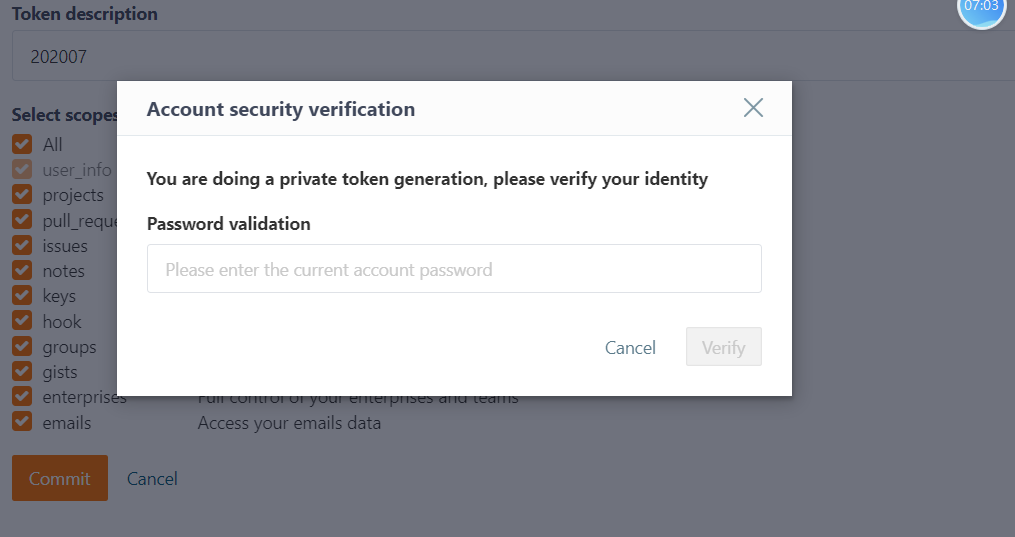 Token description
07:03
202007
Select scopes
Account security verification
All
user_info
You are doing a private token generation, please verify your identity
projects
pull_reque
Password validation
issues
notes
Please enter the current account password
keys
hook
groups
Cancel
Verify
gists
enterprises
Full control of your enterprises and teams
emails
Access your emails data
Commit
Cancel